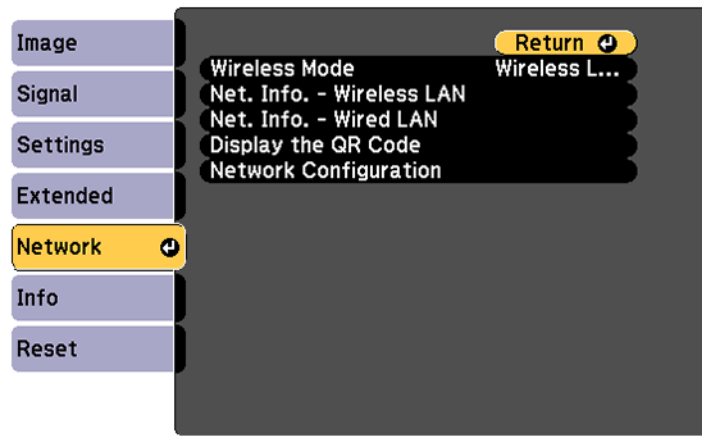 Image
Signal
Settings
Extended
Network
Info
Reset
Return
Wireless Mode Wireless L...
Net. Info. - Wireless LAN
Net. Info. - Wired LAN
Display the QR Code
Network Configuration